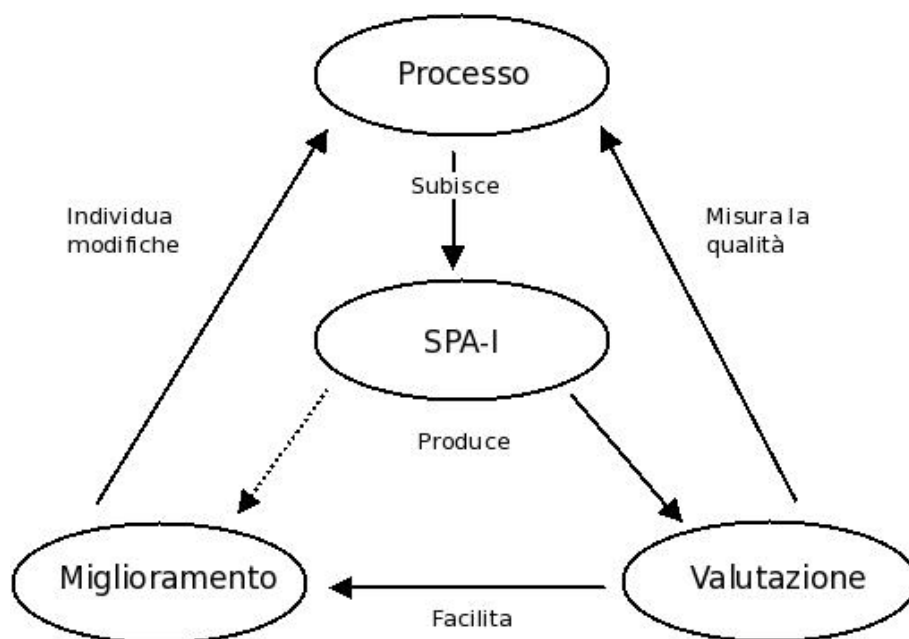 Processo
Subisce
Individua
modifiche
Misura la
qualità
SPA-I
Produce
Miglioramento
Valutazione
Facilita